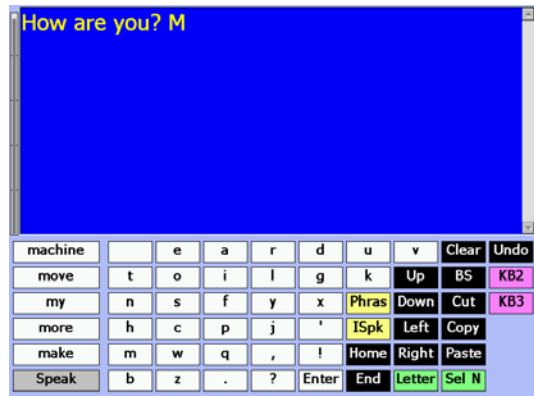 How are you? M
machine e a r d u v Clear Undo
move t o i l g k Up BS KB2
my n s f y x Phras Down Cut KB3
more h c p j ' ISpk Left Copy
make m w q , ! Home Right Paste
Speak b z . ? Enter End Letter Sel N